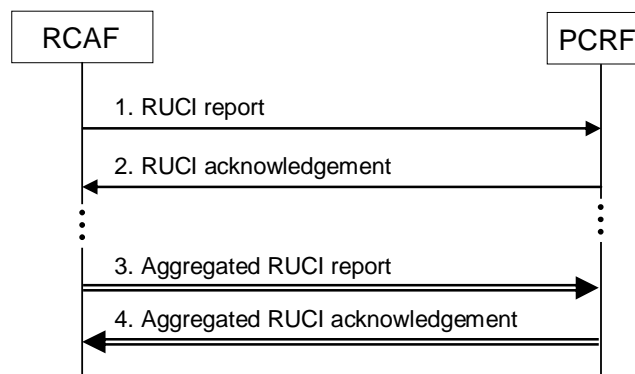 RCAF
PCRF
1. RUCI report
2. RUCI acknowledgement
3. Aggregated RUCI report
4. Aggregated RUCI acknowledgement